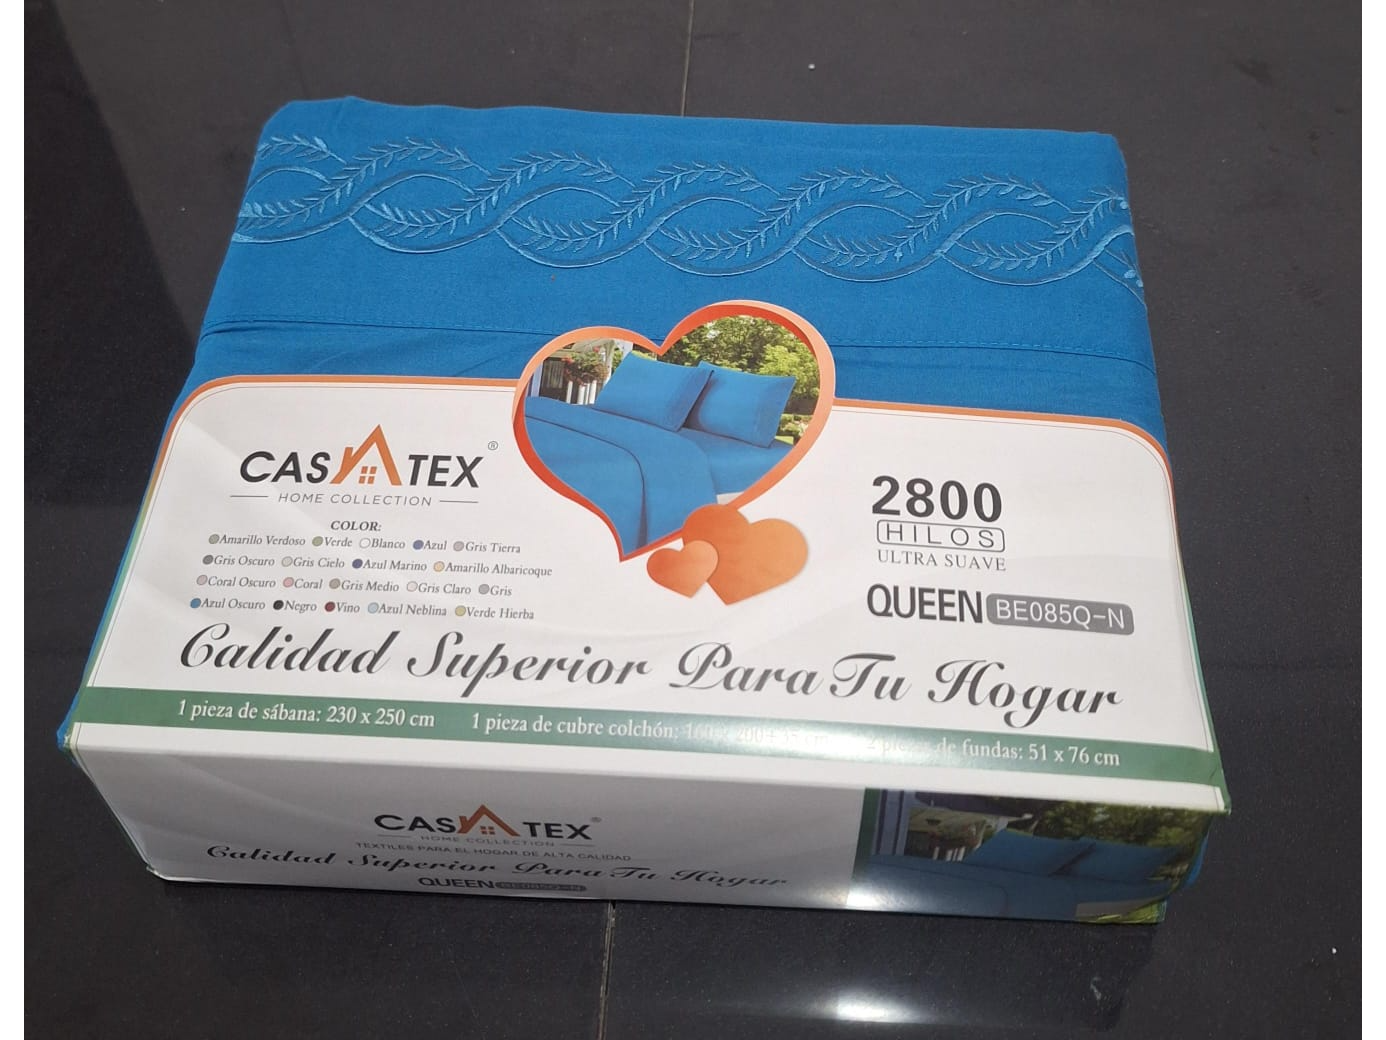 CASATEX®
HOME COLLECTION
COLOR:
Amarillo Verdoso Verde Blanco Azul Gris Tierra
Gris Oscuro Gris Cielo Azul Marino Amarillo Albaricoque
Coral Oscuro Coral Gris Medio Gris Claro Gris
Azul Oscuro Negro Vino Azul Neblina Verde Hierba
2800
HILOS
ULTRA SUAVE
QUEEN BE085Q-N
Calidad Superior Para Tu Hogar
1 pieza de sábana: 230 x 250 cm 1 pieza de cubre colchón: de fundas: 51 x 76 cm
CASATEX®
HOME COLLECTION
TEXTILES PARA EL HOGAR DE ALTA CALIDAD
Calidad Superior Para Tu Hogar
QUEEN BE085Q-N